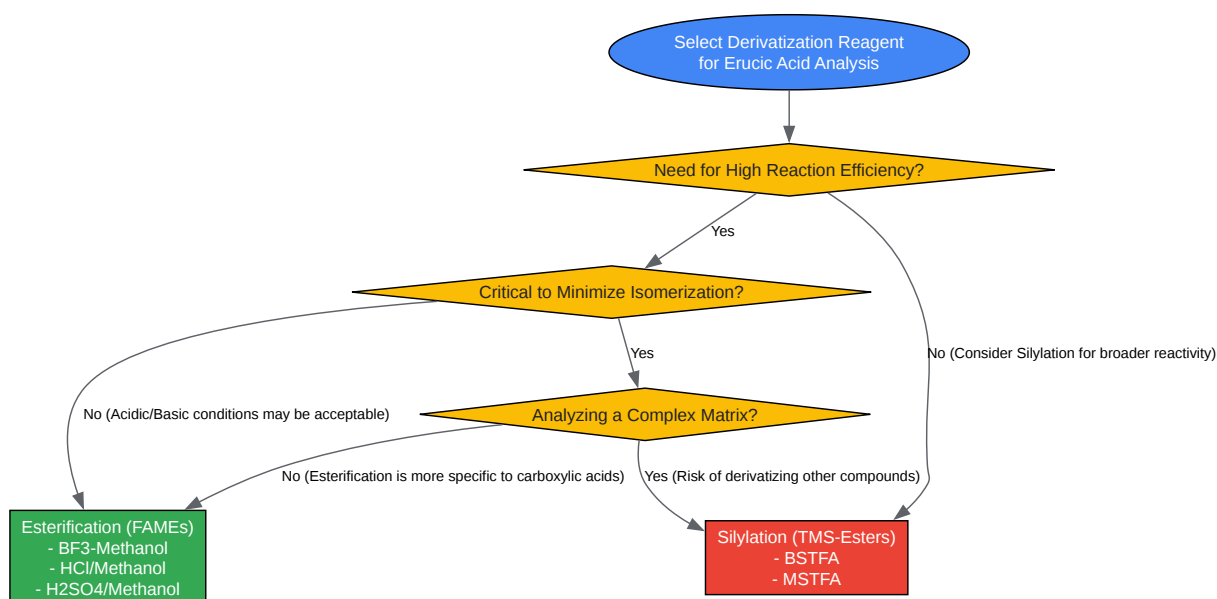 Select Derivatization Reagent
for Erucic Acid Analysis
Need for High Reaction Efficiency?
Yes
Critical to Minimize Isomerization?
Yes
No (Consider Silylation for broader reactivity)
No (Acidic/Basic conditions may be acceptable)
Analyzing a Complex Matrix?
No (Esterification is more specific to carboxylic acids)
Yes (Risk of derivatizing other compounds)
Esterification (FAMEs)
- BF3-Methanol
- HCl/Methanol
- H2SO4/Methanol
Silylation (TMS-Esters)
- BSTFA
- MSTFA